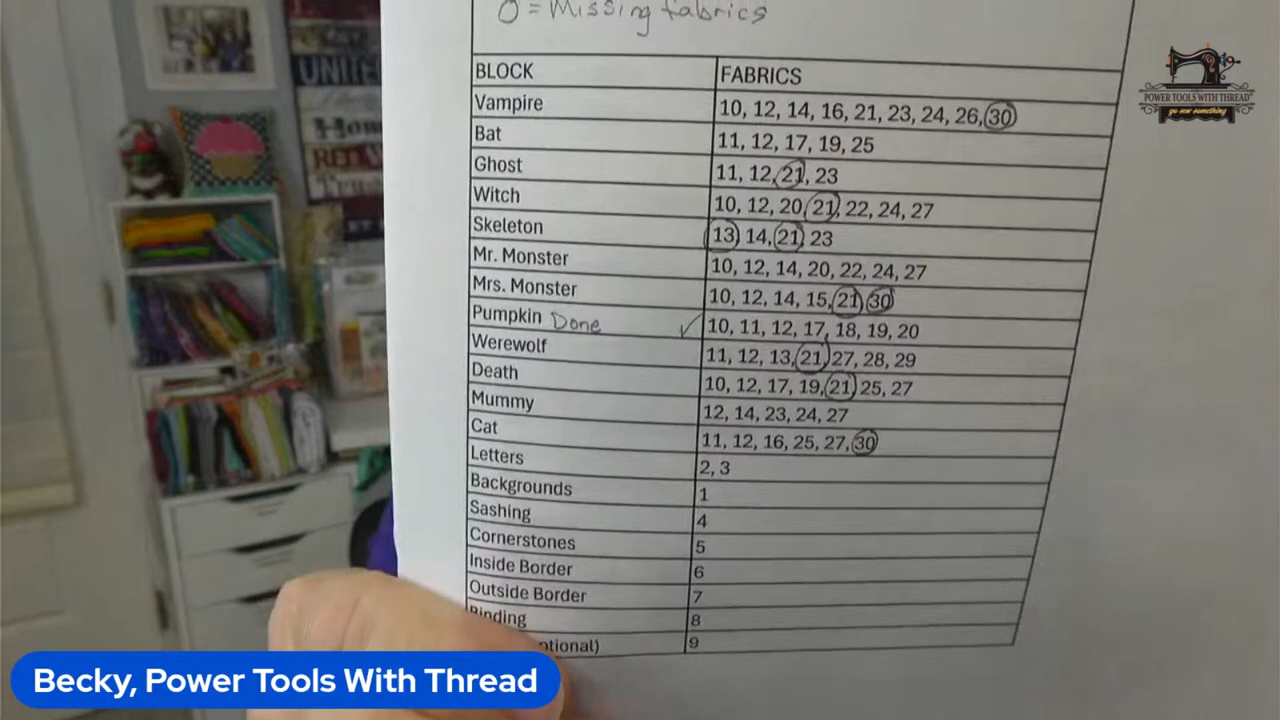 O = Missing fabrics
BLOCK FABRICS
Vampire 10, 12, 14, 16, 21, 23, 24, 26, 30
Bat 11, 12, 17, 19, 25
Ghost 11, 12, 21, 23
Witch 10, 12, 20, 21, 22, 24, 27
Skeleton 13, 14, 21, 23
Mr. Monster 10, 12, 14, 20, 22, 24, 27
Mrs. Monster 10, 12, 14, 15, 21, 30
Pumpkin Done ✓ 10, 11, 12, 17, 18, 19, 20
Werewolf 11, 12, 13, 21, 27, 28, 29
Death 10, 12, 17, 19, 21, 25, 27
Mummy 12, 14, 23, 24, 27
Cat 11, 12, 16, 25, 27, 30
Letters 2, 3
Backgrounds 1
Sashing 4
Cornerstones 5
Inside Border 6
Outside Border 7
Binding 8
9
UNITED
POWER TOOLS WITH THREAD
go sew something
Becky, Power Tools With Thread